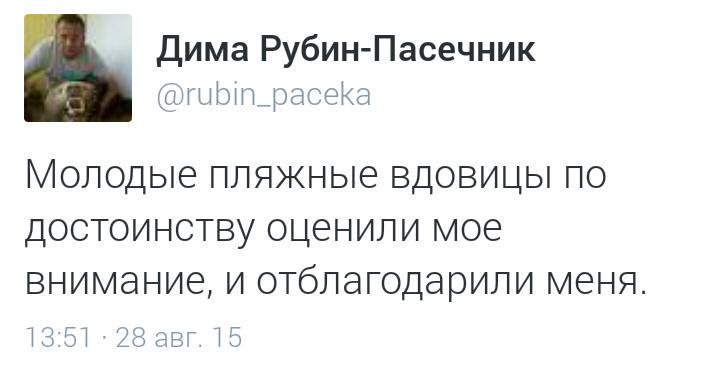 Дима Рубин-Пасечник
@rubin_paceka
Молодые пляжные вдовицы по
достоинству оценили мое
внимание, и отблагодарили меня.
13:51 · 28 авг. 15